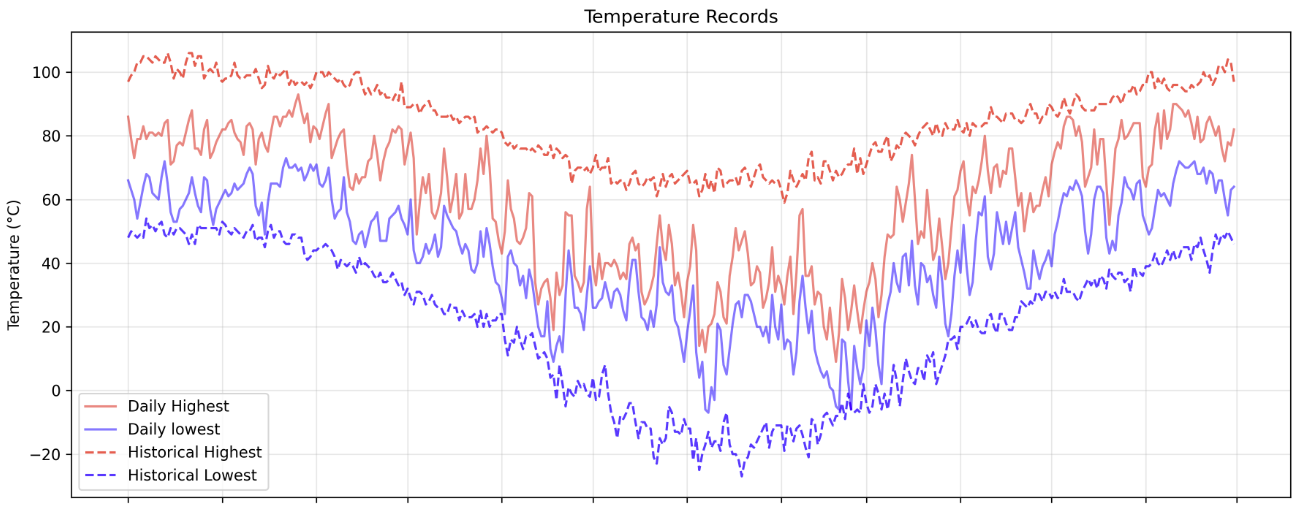 Temperature Records
Temperature (°C)
100
80
60
40
20
0
−20
Daily Highest
Daily lowest
Historical Highest
Historical Lowest